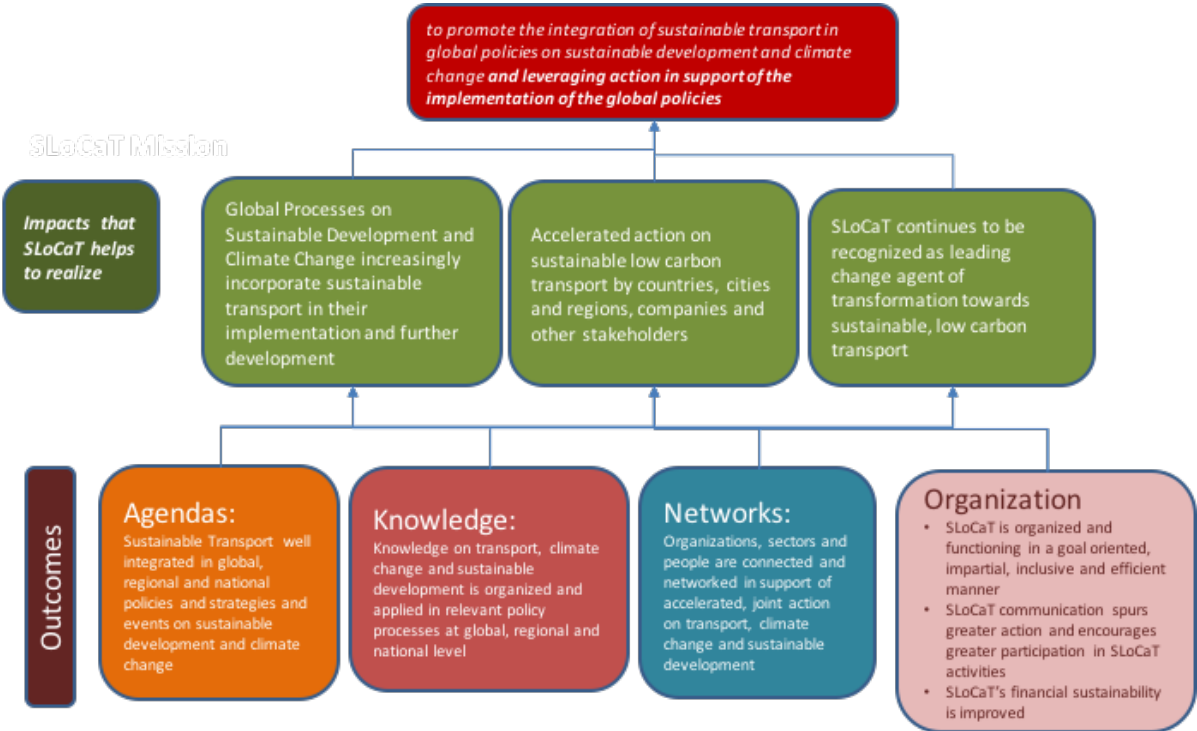 to promote the integration of sustainable transport in
global policies on sustainable development and climate
change and leveraging action in support of the
implementation of the global policies
SLoCaT Mission
Impacts that
SLoCaT helps
to realize
Global Processes on
Sustainable Development and
Climate Change increasingly
incorporate sustainable
transport in their
implementation and further
development
Accelerated action on
sustainable low carbon
transport by countries, cities
and regions, companies and
other stakeholders
SLoCaT continues to be
recognized as leading
change agent of
transformation towards
sustainable, low carbon
transport
Outcomes
Agendas:
Sustainable Transport well
integrated in global,
regional and national
policies and strategies and
events on sustainable
development and climate
change
Knowledge:
Knowledge on transport, climate
change and sustainable
development is organized and
applied in relevant policy
processes at global, regional and
national level
Networks:
Organizations, sectors and
people are connected and
networked in support of
accelerated, joint action
on transport, climate
change and sustainable
development
Organization
• SLoCaT is organized and
functioning in a goal oriented,
impartial, inclusive and efficient
manner
• SLoCaT communication spurs
greater action and encourages
greater participation in SLoCaT
activities
• SLoCaT's financial sustainability
is improved